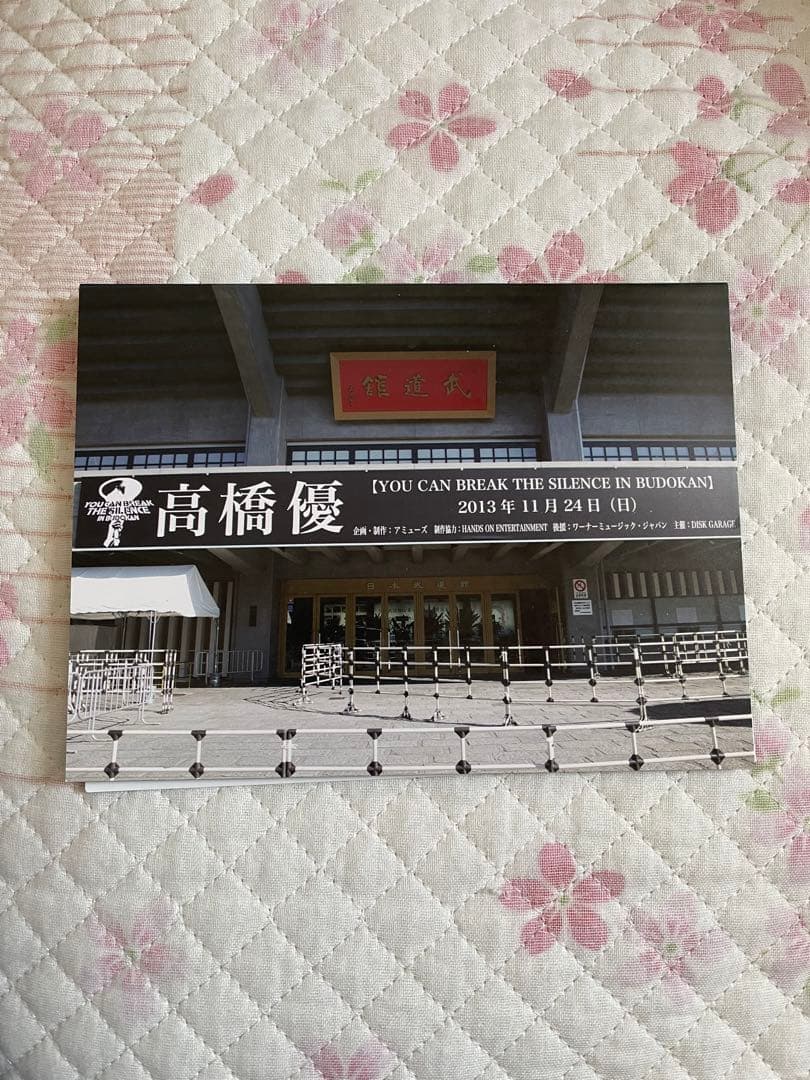 武道館
YOU CAN BREAK
THE SILENCE
IN BUDOKAN
高橋優
【YOU CAN BREAK THE SILENCE IN BUDOKAN】
2013年11月24日(日)
企画・制作:アミューズ 制作協力:HANDS ON ENTERTAINMENT 後援:ワーナーミュージック・ジャパン 主催:DISK GARAGE
日本武道館